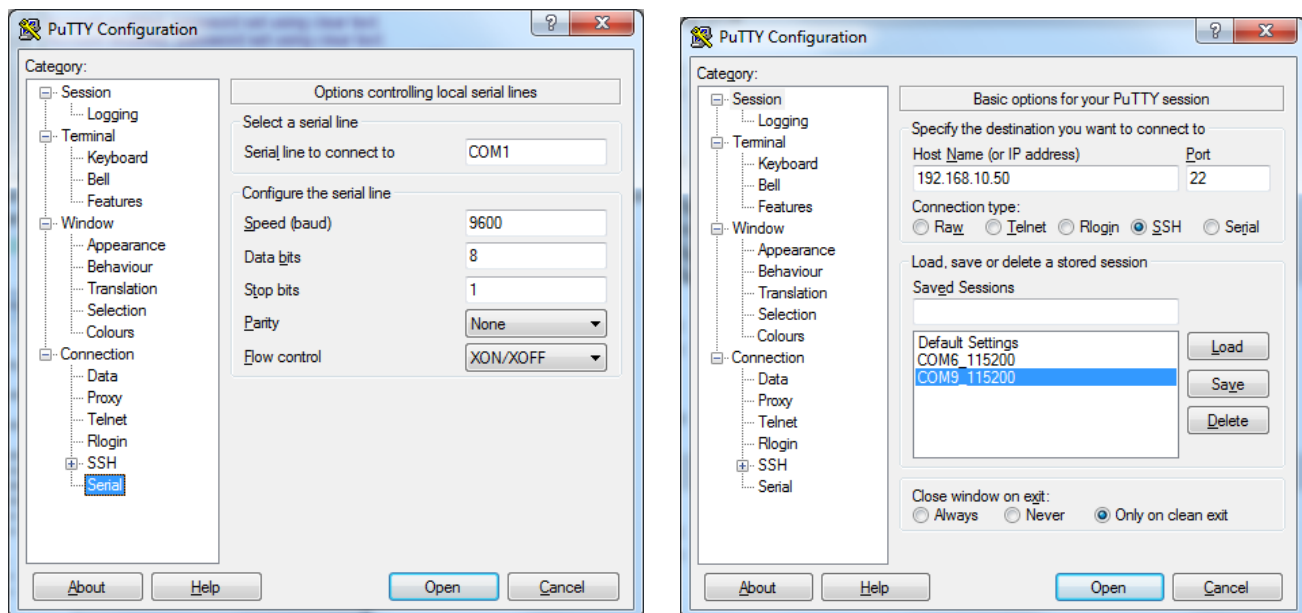 PuTTY Configuration
Category:
Session
Logging
Terminal
Keyboard
Bell
Features
Window
Appearance
Behaviour
Translation
Selection
Colours
Connection
Data
Proxy
Telnet
Rlogin
SSH
Serial
Options controlling local serial lines
Select a serial line
Serial line to connect to COM1
Configure the serial line
Speed (baud) 9600
Data bits 8
Stop bits 1
Parity None
Flow control XON/XOFF
About Help Open Cancel
PuTTY Configuration
Category:
Session
Logging
Terminal
Keyboard
Bell
Features
Window
Appearance
Behaviour
Translation
Selection
Colours
Connection
Data
Proxy
Telnet
Rlogin
SSH
Serial
Basic options for your PuTTY session
Specify the destination you want to connect to
Host Name (or IP address) Port
192.168.10.50 22
Connection type:
Raw Telnet Rlogin SSH Serial
Load, save or delete a stored session
Saved Sessions
Default Settings
COM6_115200
COM9_115200
Load
Save
Delete
Close window on exit:
Always Never Only on clean exit
About Help Open Cancel